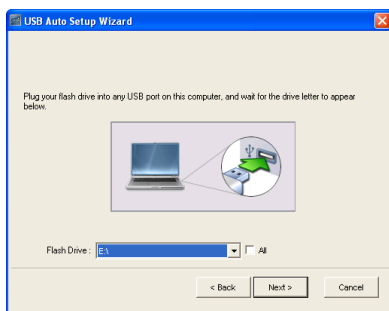 USB Auto Setup Wizard
Plug your flash drive into any USB port on this computer, and wait for the drive letter to appear
below.
Flash Drive : E:\ All
< Back Next > Cancel